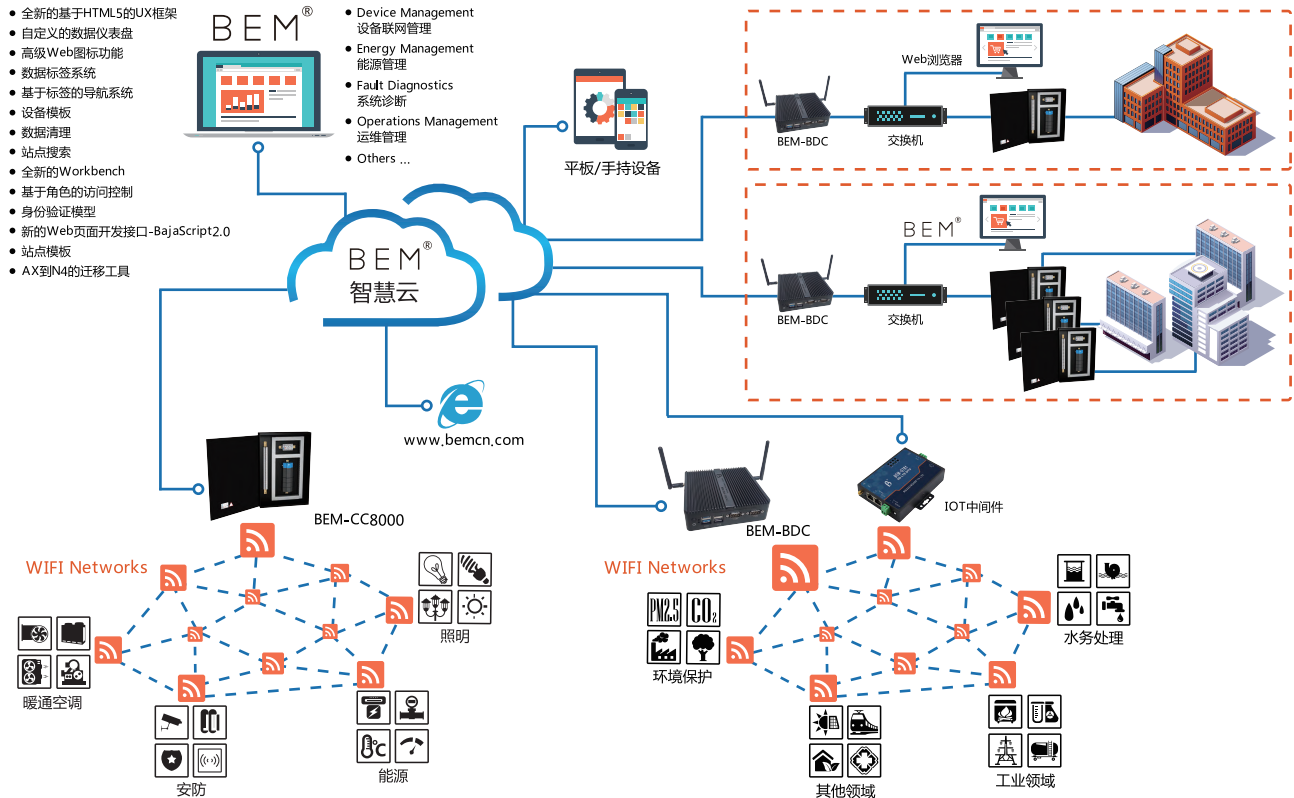 全新的基于HTML5的UX框架
自定义的数据仪表盘
高级Web图标功能
数据标签系统
基于标签的导航系统
设备模板
数据清理
站点搜索
全新的Workbench
基于角色的访问控制
身份验证模型
新的Web页面开发接口-BajaScript2.0
站点模板
AX到N4的迁移工具
BEM®
Device Management
设备联网管理
Energy Management
能源管理
Fault Diagnostics
系统诊断
Operations Management
运维管理
Others ...
平板/手持设备
BEM-BDC
交换机
Web浏览器
BEM®
BEM-BDC
交换机
BEM®
智慧云
www.bemcn.com
BEM-CC8000
BEM-BDC
IOT中间件
WIFI Networks
照明
暖通空调
安防
°C
能源
WIFI Networks
PM2.5
CO₂
环境保护
水务处理
其他领域
工业领域